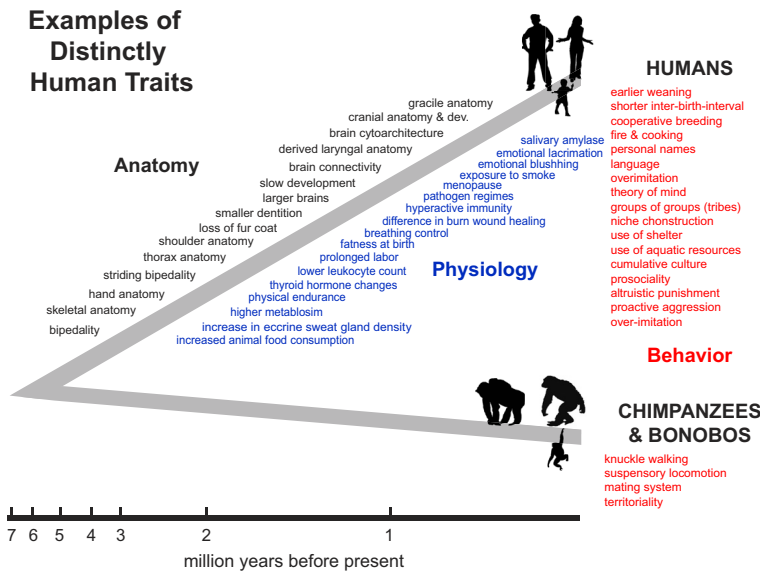 Examples of
Distinctly
Human Traits
HUMANS
earlier weaning
shorter inter-birth-interval
cooperative breeding
fire & cooking
personal names
language
overimitation
theory of mind
groups of groups (tribes)
niche chonstruction
use of shelter
use of aquatic resources
cumulative culture
prosociality
altruistic punishment
proactive aggression
over-imitation
Behavior
Anatomy
gracile anatomy
cranial anatomy & dev.
brain cytoarchitecture
derived laryngal anatomy
brain connectivity
slow development
larger brains
smaller dentition
loss of fur coat
shoulder anatomy
thorax anatomy
striding bipedality
hand anatomy
skeletal anatomy
bipedality
salivary amylase
emotional lacrimation
emotional blushhing
exposure to smoke
menopause
pathogen regimes
hyperactive immunity
difference in burn wound healing
breathing control
fatness at birth
prolonged labor
lower leukocyte count
thyroid hormone changes
physical endurance
higher metablosim
increase in eccrine sweat gland density
increased animal food consumption
Physiology
CHIMPANZEES
& BONOBOS
knuckle walking
suspensory locomotion
mating system
territoriality
7 6 5 4 3 2 1
million years before present